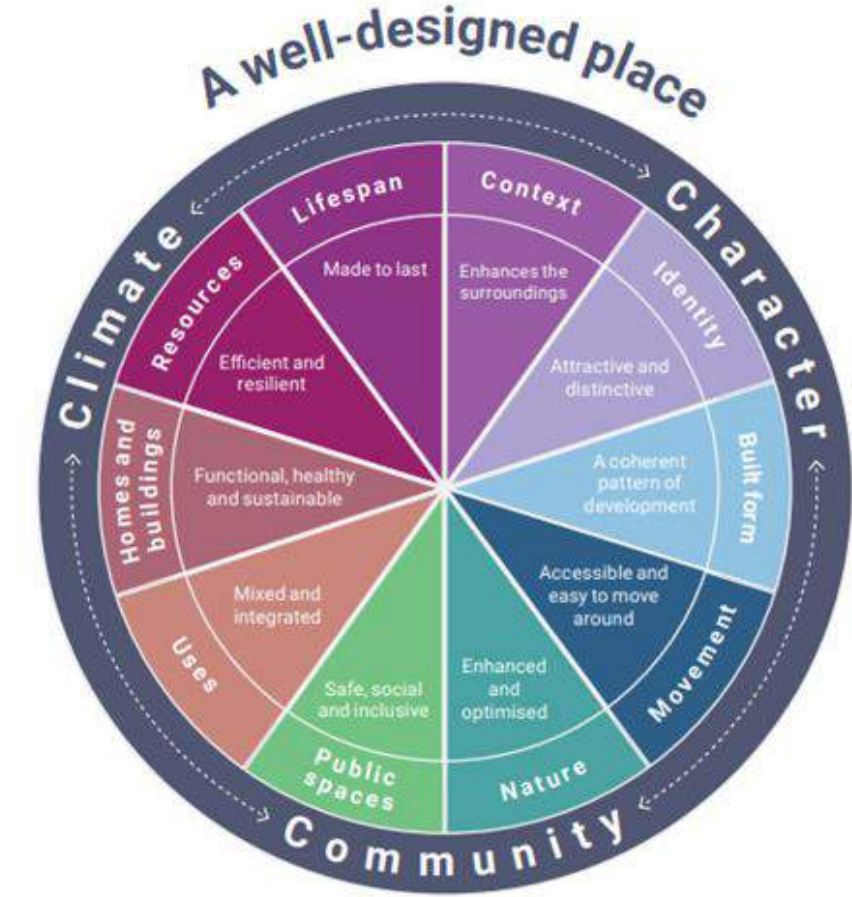 A well-designed place
Climate
Character
Community
Context
Enhances the
surroundings
Identity
Attractive and
distinctive
Built form
A coherent
pattern of
development
Movement
Accessible and
easy to move
around
Nature
Enhanced
and
optimised
Public
spaces
Safe, social
and inclusive
Uses
Mixed and
integrated
Homes and
buildings
Functional, healthy
and sustainable
Resources
Efficient and
resilient
Lifespan
Made to last